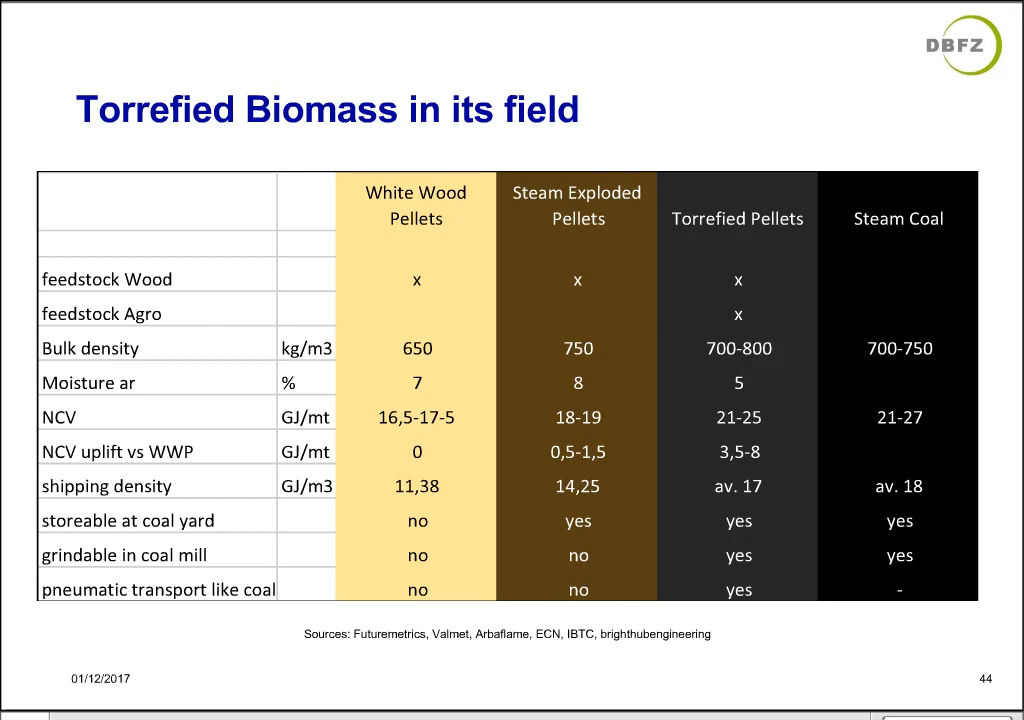 DBFZ
Torrefied Biomass in its field
White Wood Pellets Steam Exploded Pellets Torrefied Pellets Steam Coal
feedstock Wood x x x
feedstock Agro x
Bulk density kg/m3 650 750 700-800 700-750
Moisture ar % 7 8 5
NCV GJ/mt 16,5-17-5 18-19 21-25 21-27
NCV uplift vs WWP GJ/mt 0 0,5-1,5 3,5-8
shipping density GJ/m3 11,38 14,25 av. 17 av. 18
storeable at coal yard no yes yes yes
grindable in coal mill no no yes yes
pneumatic transport like coal no no yes -
Sources: Futuremetrics, Valmet, Arbaflame, ECN, IBTC, brighthubengineering
01/12/2017 44